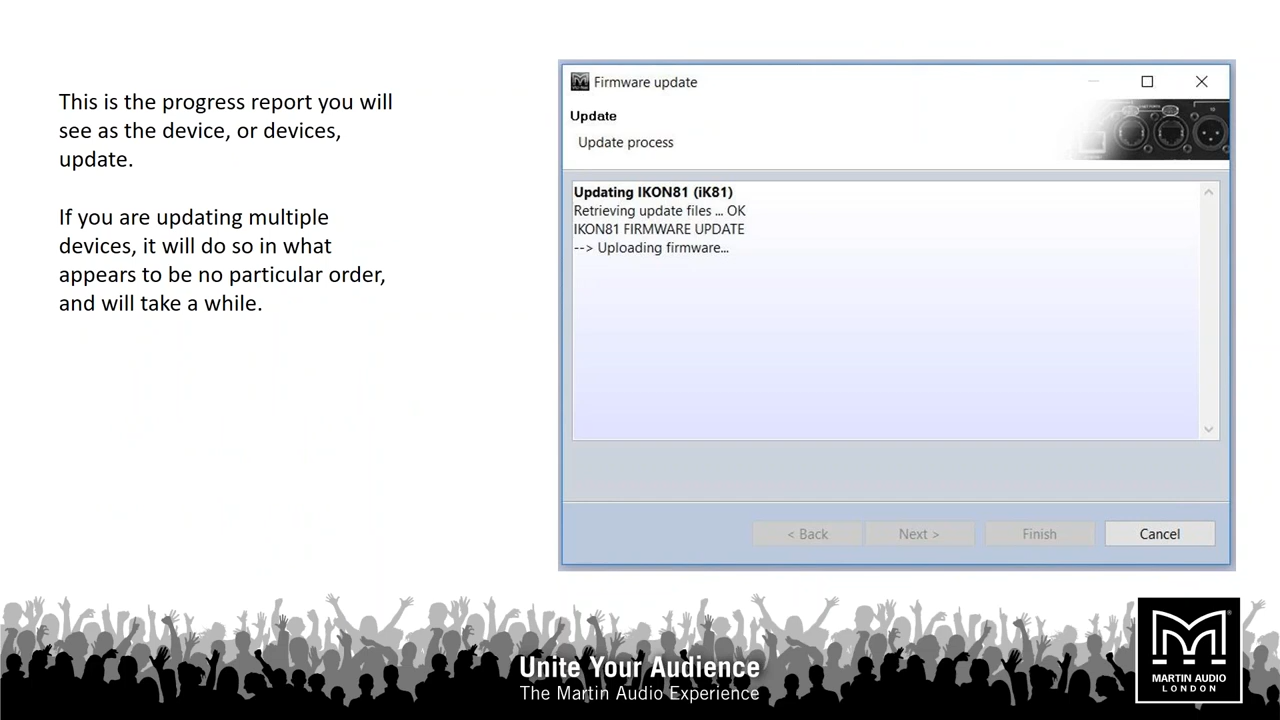 This is the progress report you will
see as the device, or devices,
update.
If you are updating multiple
devices, it will do so in what
appears to be no particular order,
and will take a while.
Firmware update
Update
Update process
Updating IKON81 (iK81)
Retrieving update files ... OK
IKON81 FIRMWARE UPDATE
--> Uploading firmware...
< Back
Next >
Finish
Cancel
Unite Your Audience
The Martin Audio Experience
MARTIN AUDIO
LONDON